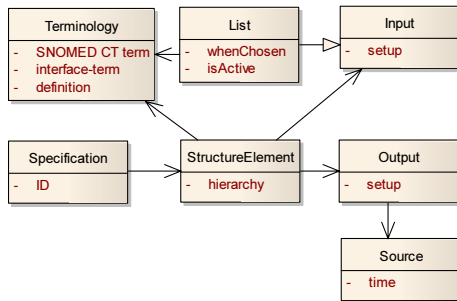 Terminology
- SNOMED CT term
- interface-term
- definition
List
- whenChosen
- isActive
Input
- setup
Specification
- ID
StructureElement
- hierarchy
Output
- setup
Source
- time